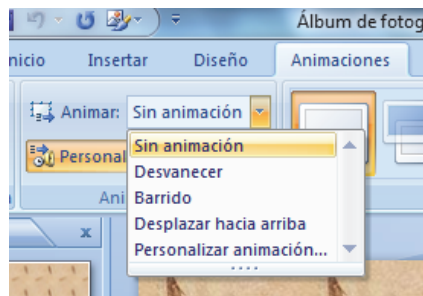 Álbum de fotog
nicio Insertar Diseño Animaciones
Animar: Sin animación
Personal
Sin animación
Desvanecer
Barrido
Desplazar hacia arriba
Personalizar animación...
Ani
x